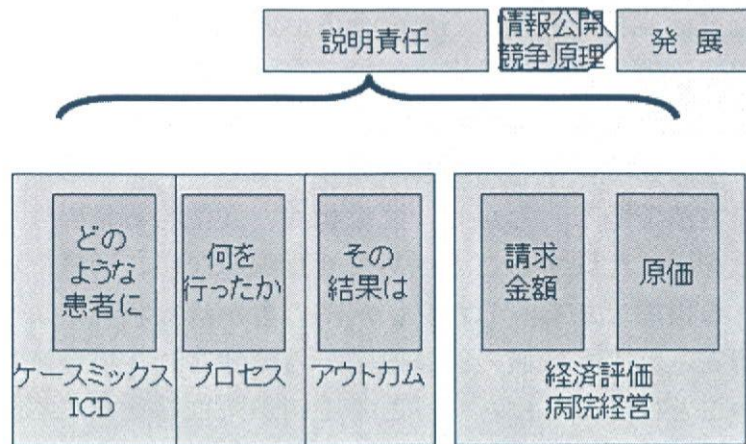 説明責任
情報公開
競争原理
発 展
どの
ような
患者に
何を
行ったか
その
結果は
請求
金額
原価
ケースミックス
ICD
プロセス
アウトカム
経済評価
病院経営